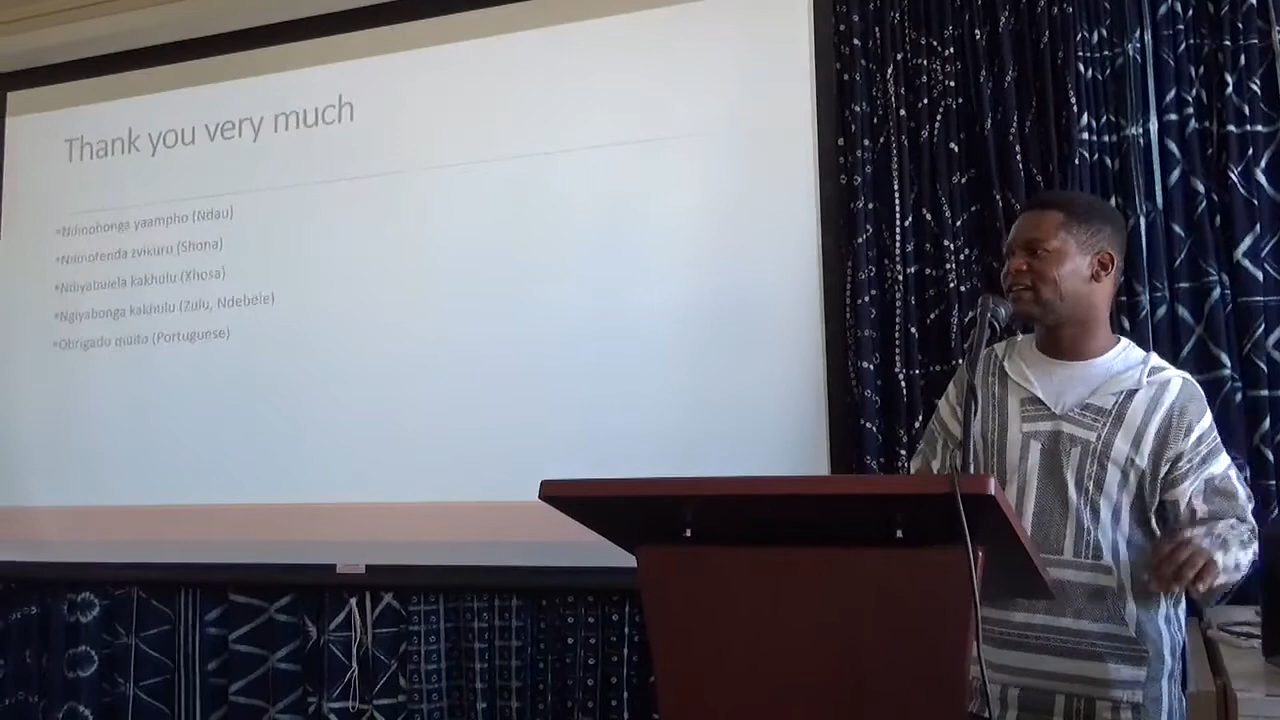 Thank you very much
•Ndinobonga yaampho (Ndau)
•Ndinotenda zvikuru (Shona)
•Ndiyabulela kakhulu (Xhosa)
•Ngiyabonga kakhulu (Zulu, Ndebele)
•Obrigado muito (Portuguese)